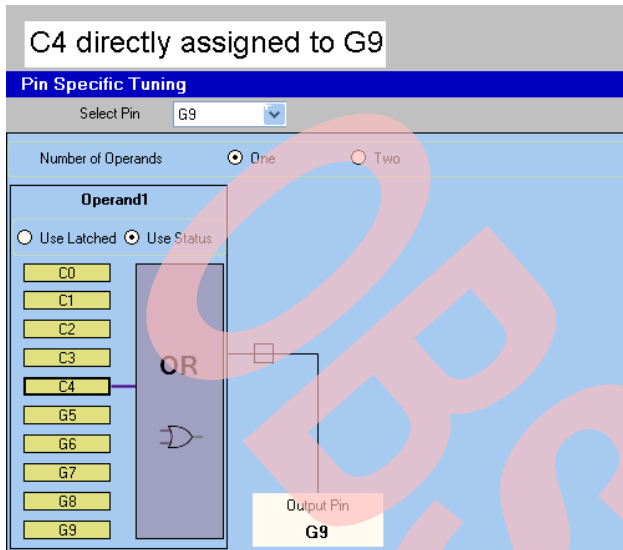 C4 directly assigned to G9
Pin Specific Tuning
Select Pin G9
Number of Operands One Two
Operand1
Use Latched Use Status
C0
C1
C2
C3
C4
G5
G6
G7
G8
G9
OR
Output Pin
G9
OBS